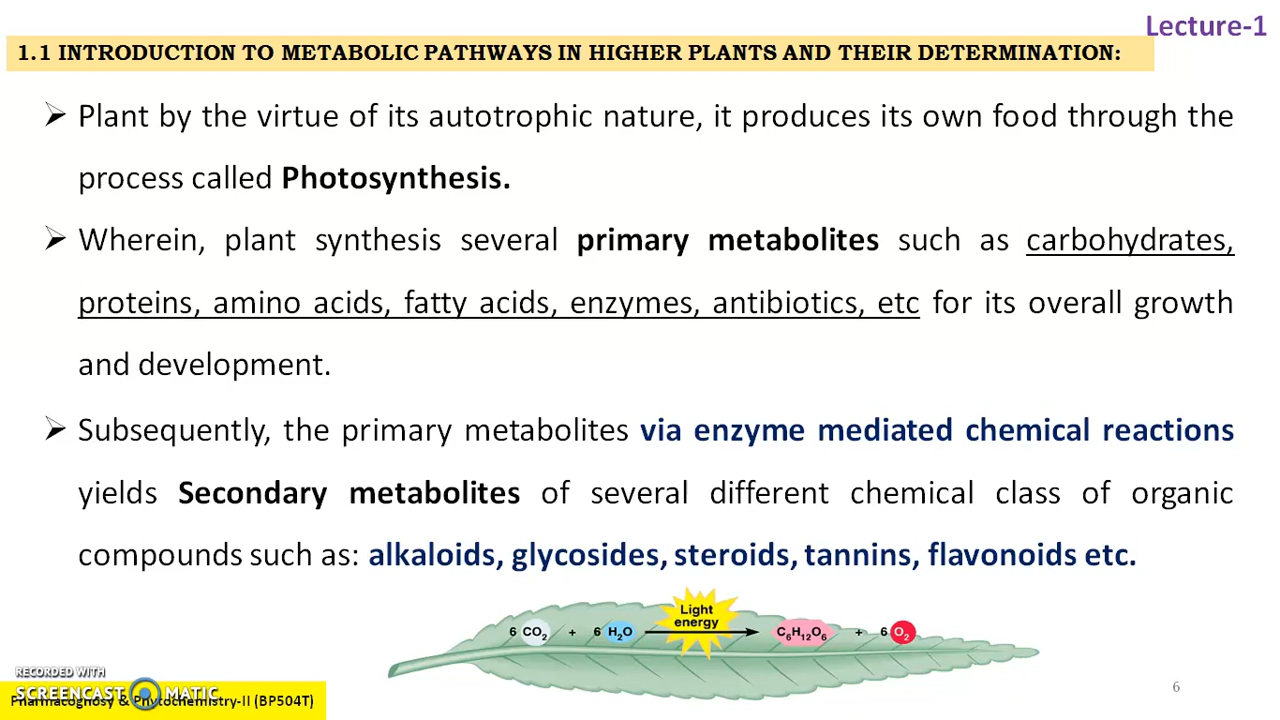 Lecture-1
1.1 INTRODUCTION TO METABOLIC PATHWAYS IN HIGHER PLANTS AND THEIR DETERMINATION:
➢ Plant by the virtue of its autotrophic nature, it produces its own food through the
process called Photosynthesis.
➢ Wherein, plant synthesis several primary metabolites such as carbohydrates,
proteins, amino acids, fatty acids, enzymes, antibiotics, etc for its overall growth
and development.
➢ Subsequently, the primary metabolites via enzyme mediated chemical reactions
yields Secondary metabolites of several different chemical class of organic
compounds such as: alkaloids, glycosides, steroids, tannins, flavonoids etc.
Light
energy
6 CO₂ + 6 H₂O → C₆H₁₂O₆ + 6 O₂
RECORDED WITH
SCREENCAST MATIC
Pharmacognosy & Phytochemistry-II (BP504T)
6